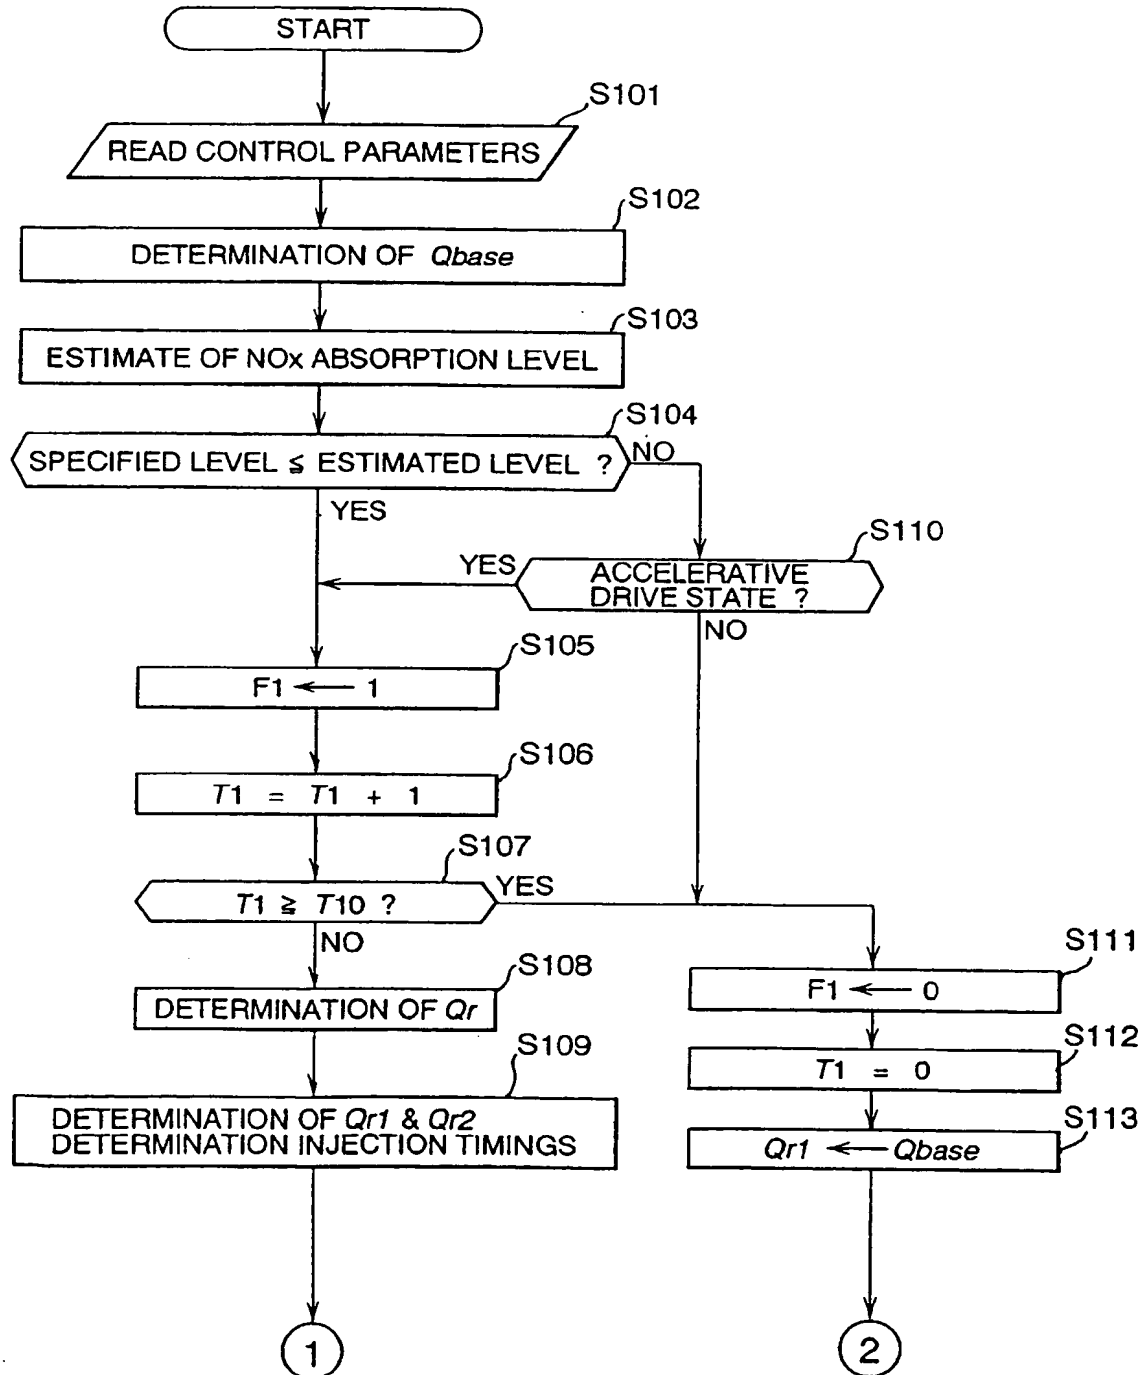 START
S101
READ CONTROL PARAMETERS
S102
DETERMINATION OF Qbase
S103
ESTIMATE OF NOx ABSORPTION LEVEL
S104
SPECIFIED LEVEL ≦ ESTIMATED LEVEL ?
NO
YES
S110
YES
ACCELERATIVE
DRIVE STATE ?
NO
S105
F1 ← 1
S106
T1 = T1 + 1
S107
T1 ≧ T10 ?
YES
NO
S108
DETERMINATION OF Qr
S109
DETERMINATION OF Qr1 & Qr2
DETERMINATION INJECTION TIMINGS
S111
F1 ← 0
S112
T1 = 0
S113
Qr1 ← Qbase
1
2